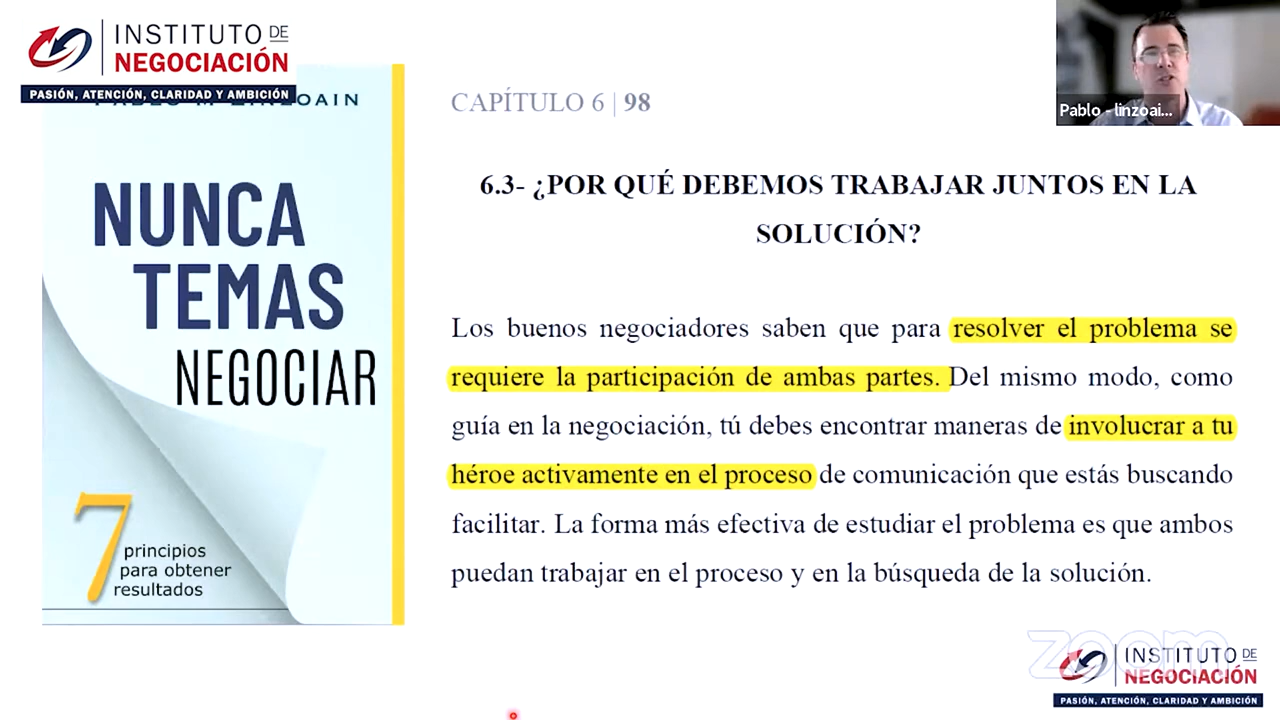 INSTITUTO DE
NEGOCIACIÓN
PASIÓN, ATENCIÓN, CLARIDAD Y AMBICIÓN
NUNCA
TEMAS
NEGOCIAR
7
principios
para obtener
resultados
CAPÍTULO 6 | 98
6.3- ¿POR QUÉ DEBEMOS TRABAJAR JUNTOS EN LA
SOLUCIÓN?
Los buenos negociadores saben que para resolver el problema se
requiere la participación de ambas partes. Del mismo modo, como
guía en la negociación, tú debes encontrar maneras de involucrar a tu
héroe activamente en el proceso de comunicación que estás buscando
facilitar. La forma más efectiva de estudiar el problema es que ambos
puedan trabajar en el proceso y en la búsqueda de la solución.
Pablo - linzoai...
zoom
INSTITUTO DE
NEGOCIACIÓN
PASIÓN, ATENCIÓN, CLARIDAD Y AMBICIÓN